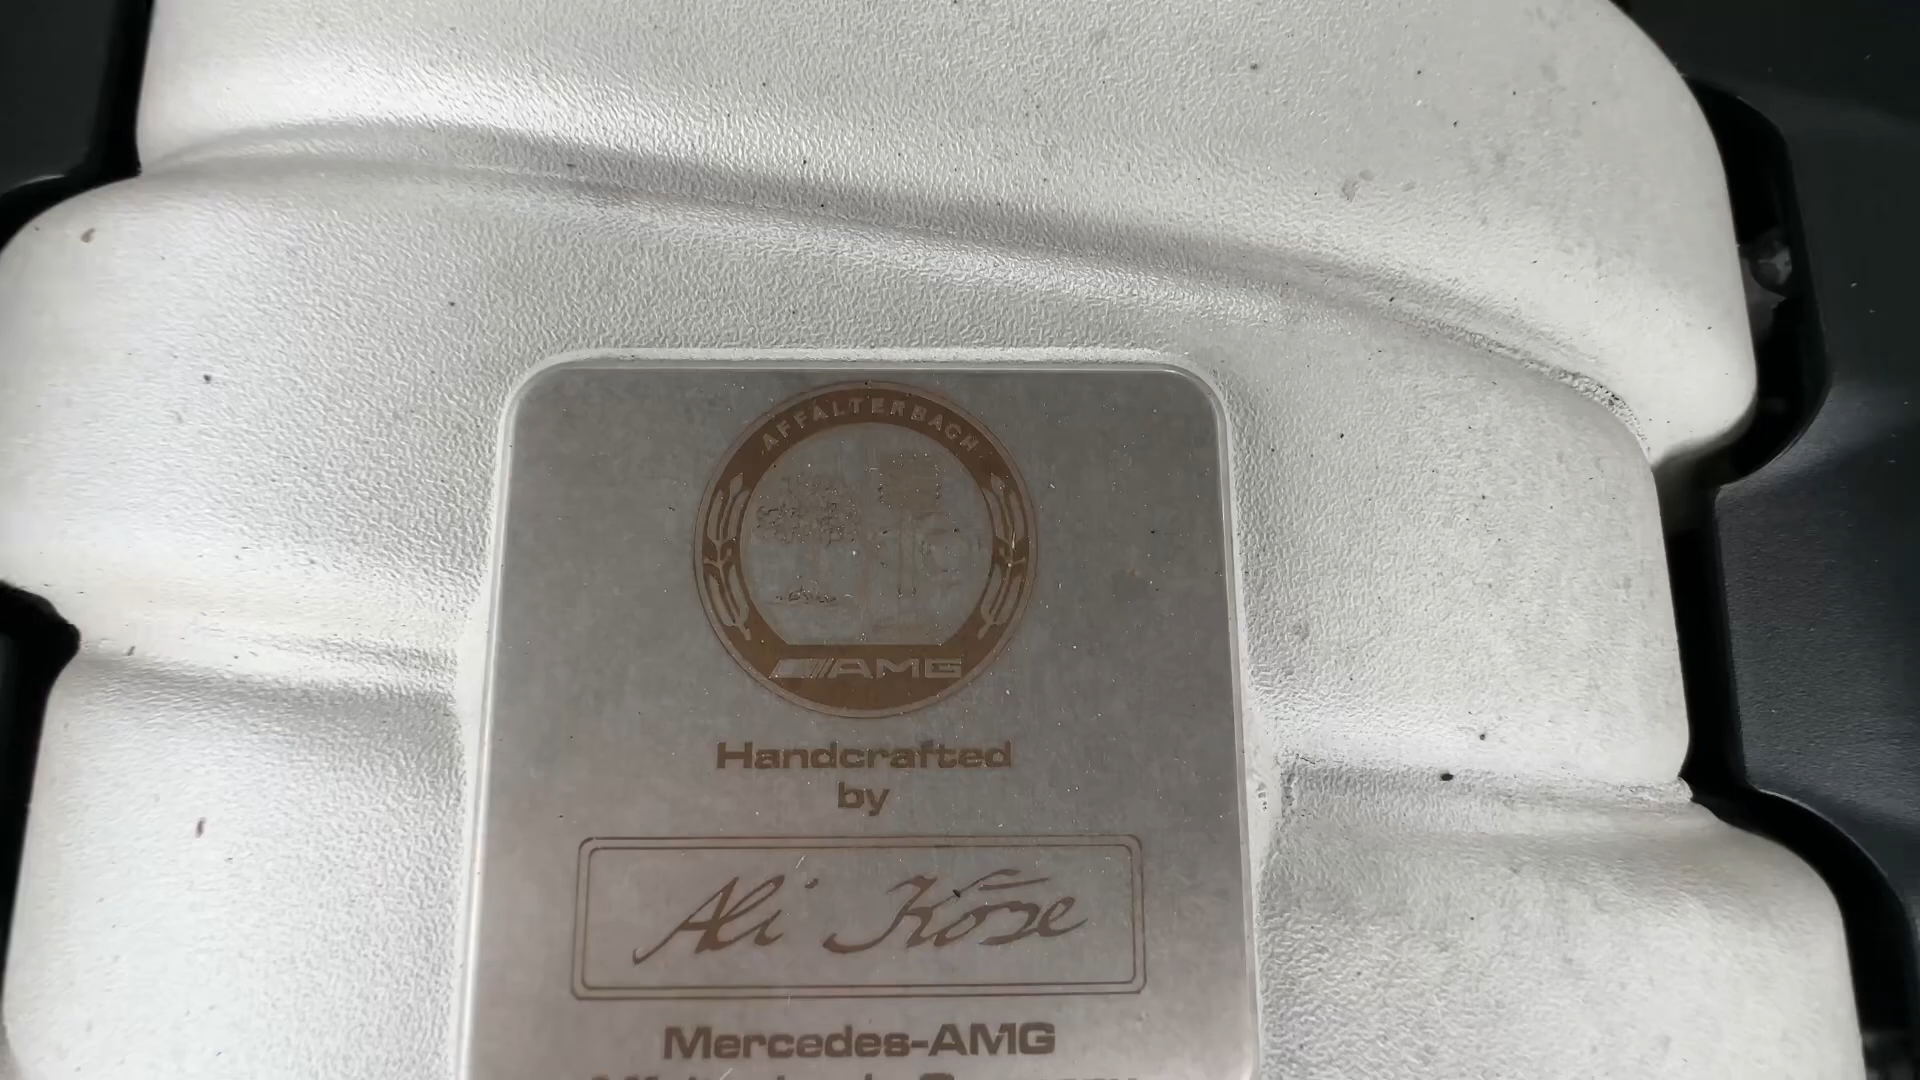 AFFALTERBACH
AMG
Handcrafted
by
Ali Köse
Mercedes-AMG